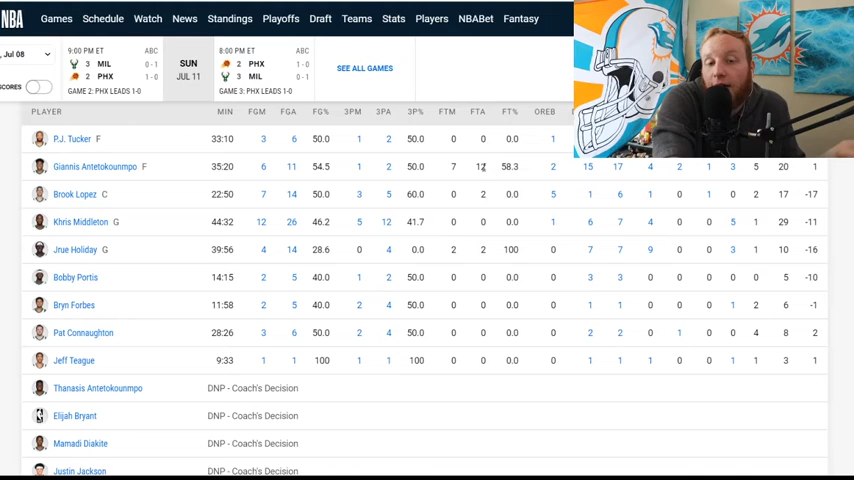 NBA Games Schedule Watch News Standings Playoffs Draft Teams Stats Players NBABet Fantasy
, Jul 08
SCORES
9:00 PM ET ABC
3 MIL 0 - 1
2 PHX 1 - 0
GAME 2: PHX LEADS 1-0
SUN
JUL 11
8:00 PM ET ABC
2 PHX 1 - 0
3 MIL 0 - 1
GAME 3: PHX LEADS 1-0
SEE ALL GAMES
PLAYER MIN FGM FGA FG% 3PM 3PA 3P% FTM FTA FT% OREB
P.J. Tucker F 33:10 3 6 50.0 1 2 50.0 0 0 0.0 1
Giannis Antetokounmpo F 35:20 6 11 54.5 1 2 50.0 7 12 58.3 2 15 17 4 2 1 3 5 20 1
Brook Lopez C 22:50 7 14 50.0 3 5 60.0 0 2 0.0 5 1 6 1 0 1 0 2 17 -17
Khris Middleton G 44:32 12 26 46.2 5 12 41.7 0 0 0.0 1 6 7 4 0 0 5 1 29 -11
Jrue Holiday G 39:56 4 14 28.6 0 4 0.0 2 2 100 0 7 7 9 0 0 3 1 10 -16
Bobby Portis 14:15 2 5 40.0 1 2 50.0 0 0 0.0 0 3 3 0 0 0 0 0 5 -10
Bryn Forbes 11:58 2 5 40.0 2 4 50.0 0 0 0.0 0 1 1 0 0 0 1 2 6 -1
Pat Connaughton 28:26 3 6 50.0 2 4 50.0 0 0 0.0 0 2 2 0 1 0 0 4 8 2
Jeff Teague 9:33 1 1 100 1 1 100 0 0 0.0 0 1 1 1 0 0 1 1 3 1
Thanasis Antetokounmpo DNP - Coach's Decision
Elijah Bryant DNP - Coach's Decision
Mamadi Diakite DNP - Coach's Decision
Justin Jackson DNP - Coach's Decision